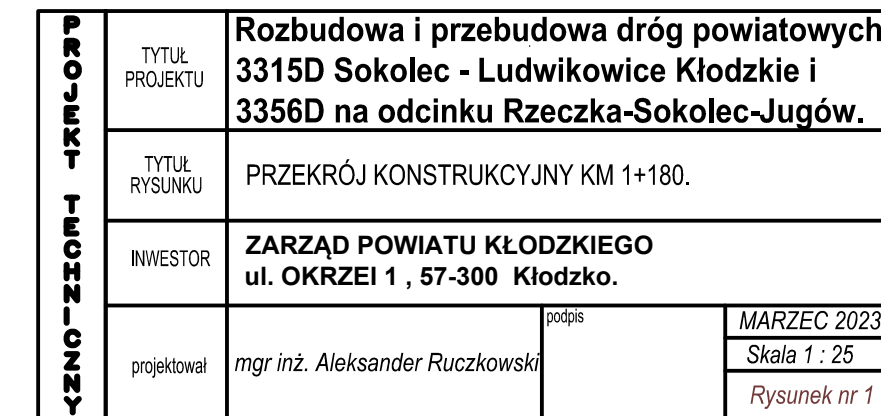 PROJEKT TECHNICZNY
TYTUŁ
PROJEKTU
Rozbudowa i przebudowa dróg powiatowych
3315D Sokolec - Ludwikowice Kłodzkie i
3356D na odcinku Rzeczka-Sokolec-Jugów.
TYTUŁ
RYSUNKU
PRZEKRÓJ KONSTRUKCYJNY KM 1+180.
INWESTOR
ZARZĄD POWIATU KŁODZKIEGO
ul. OKRZEI 1 , 57-300 Kłodzko.
projektował
mgr inż. Aleksander Ruczkowski
podpis
MARZEC 2023
Skala 1 : 25
Rysunek nr 1